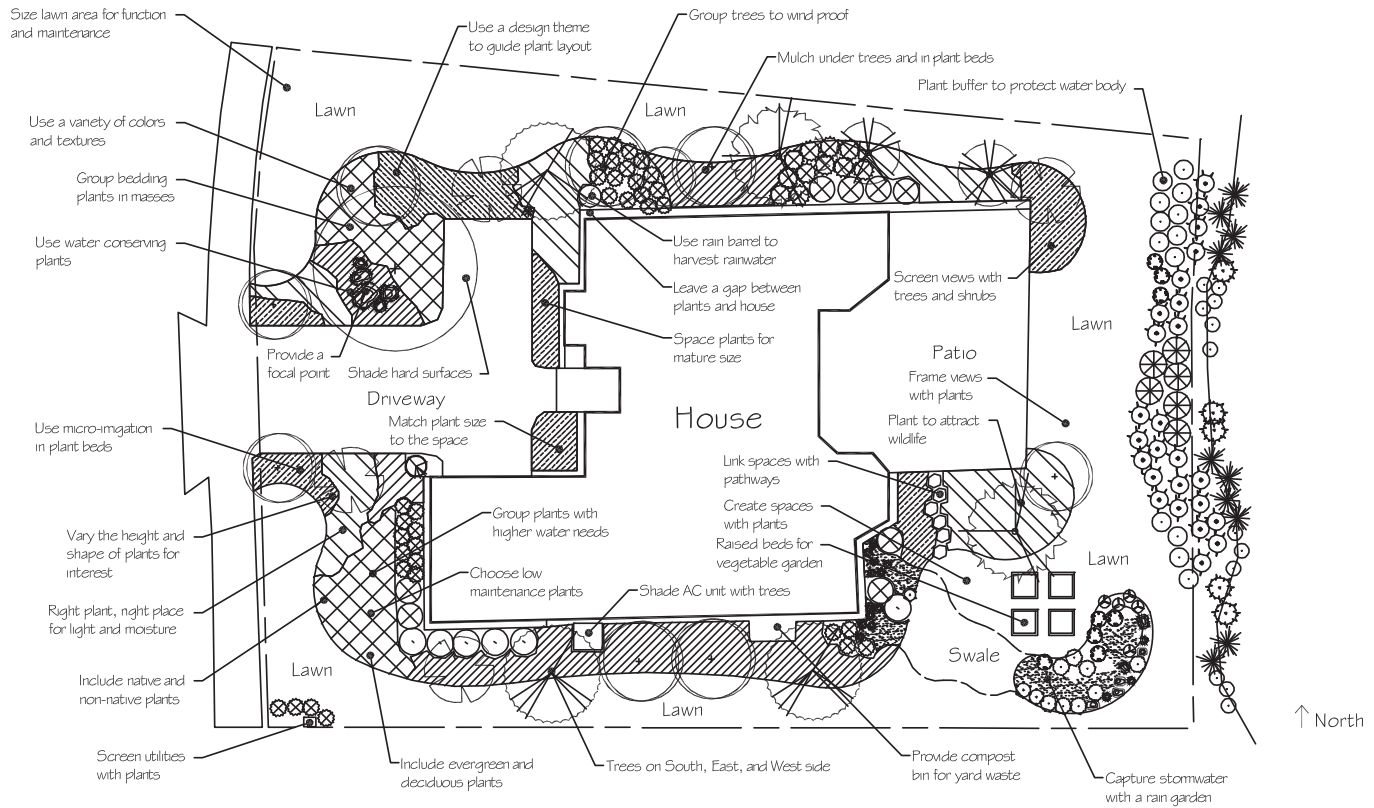 Size lawn area for function
and maintenance
Use a design theme
to guide plant layout
Group trees to wind proof
Mulch under trees and in plant beds
Plant buffer to protect water body
Lawn
Lawn
Use a variety of colors
and textures
Group bedding
plants in masses
Use water conserving
plants
Use rain barrel to
harvest rainwater
Leave a gap between
plants and house
Screen views with
trees and shrubs
Lawn
Space plants for
mature size
Provide a
focal point
Shade hard surfaces
Patio
Frame views
with plants
Driveway
Match plant size
to the space
House
Plant to attract
wildlife
Use micro-irrigation
in plant beds
Link spaces with
pathways
Create spaces
with plants
Raised beds for
vegetable garden
Group plants with
higher water needs
Vary the height and
shape of plants for
interest
Lawn
Choose low
maintenance plants
Shade AC unit with trees
Right plant, right place
for light and moisture
Swale
Lawn
Include native and
non-native plants
Lawn
North
Screen utilities
with plants
Include evergreen and
deciduous plants
Trees on South, East, and West side
Provide compost
bin for yard waste
Capture stormwater
with a rain garden